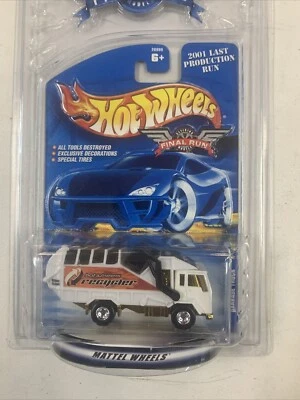 6+
2001 LAST
PRODUCTION
RUN
HOT WHEELS
FINAL RUN
• ALL TOOLS DESTROYED
• EXCLUSIVE DECORATIONS
• SPECIAL TIRES
recycler
MATTEL WHEELS